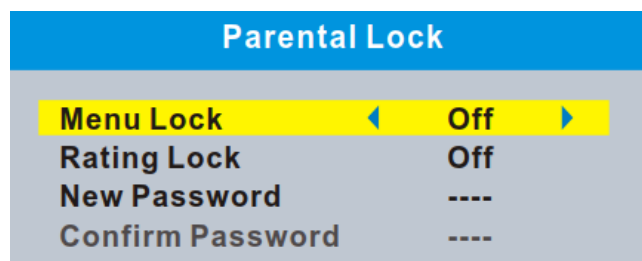 Parental Lock
Menu Lock Off
Rating Lock Off
New Password ----
Confirm Password ----